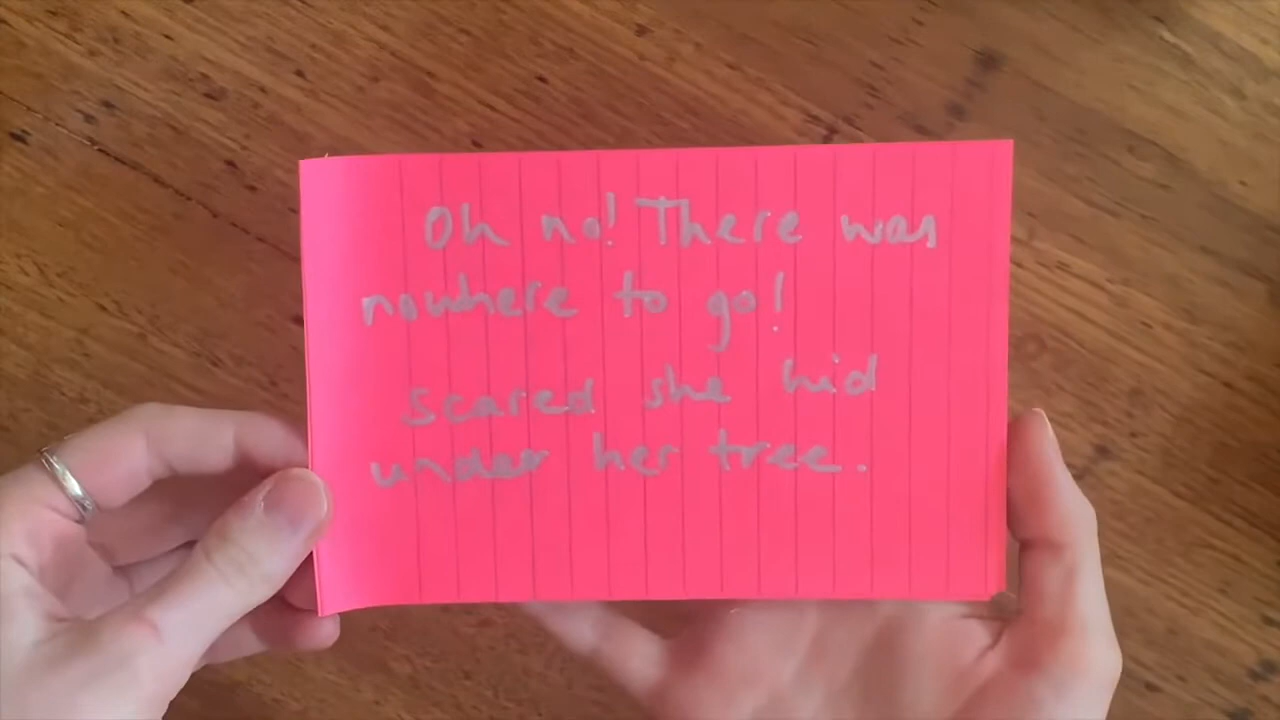 Oh no! There was
nowhere to go!
Scared she hid
under her tree.